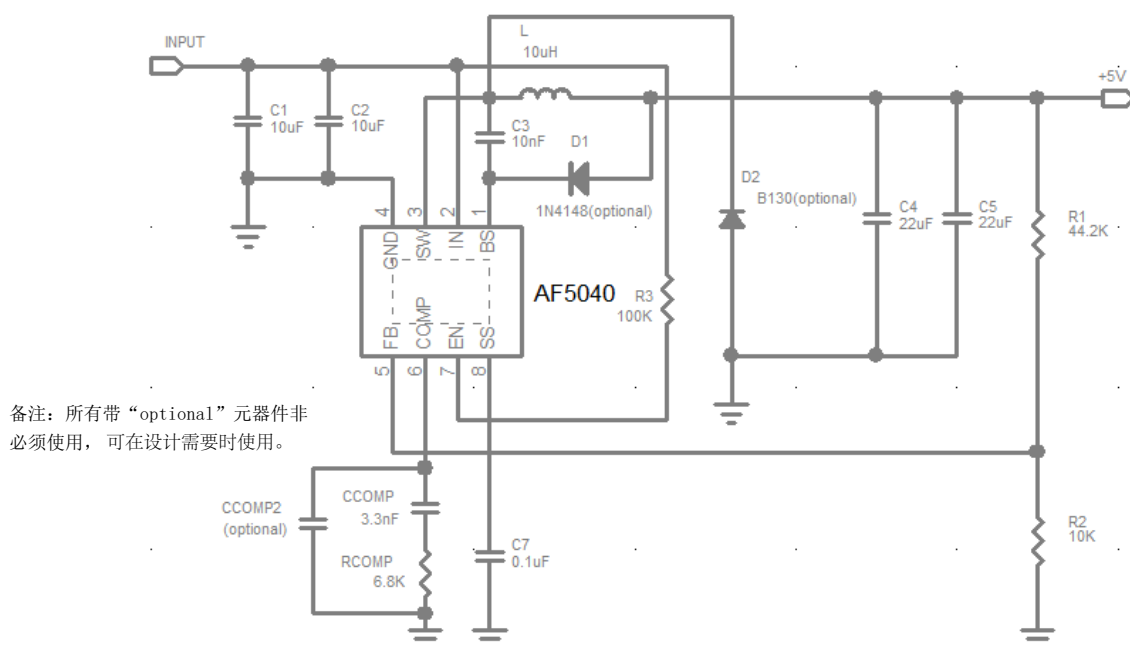 INPUT
L
10uH
+5V
C1
10uF
C2
10uF
C3
10nF
D1
1N4148(optional)
D2
B130(optional)
C4
22uF
C5
22uF
R1
44.2K
4
3
2
1
GND
SW
IN
BS
AF5040
R3
100K
FB
COMP
EN
SS
5
6
7
8
备注：所有带“optional”元器件非
必须使用，可在设计需要时使用。
CCOMP2
(optional)
CCOMP
3.3nF
RCOMP
6.8K
C7
0.1uF
R2
10K